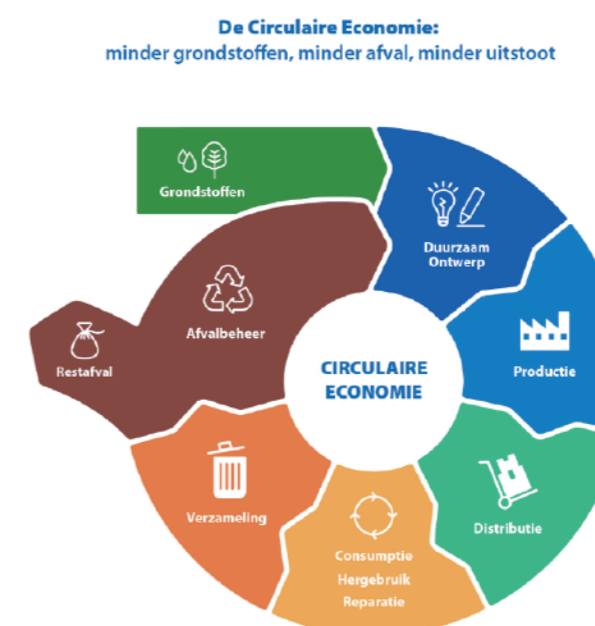 De Circulaire Economie:
minder grondstoffen, minder afval, minder uitstoot
Grondstoffen
Duurzaam
Ontwerp
Productie
Distributie
Consumptie
Hergebruik
Reparatie
Verzameling
Afvalbeheer
Restafval
CIRCULAIRE
ECONOMIE